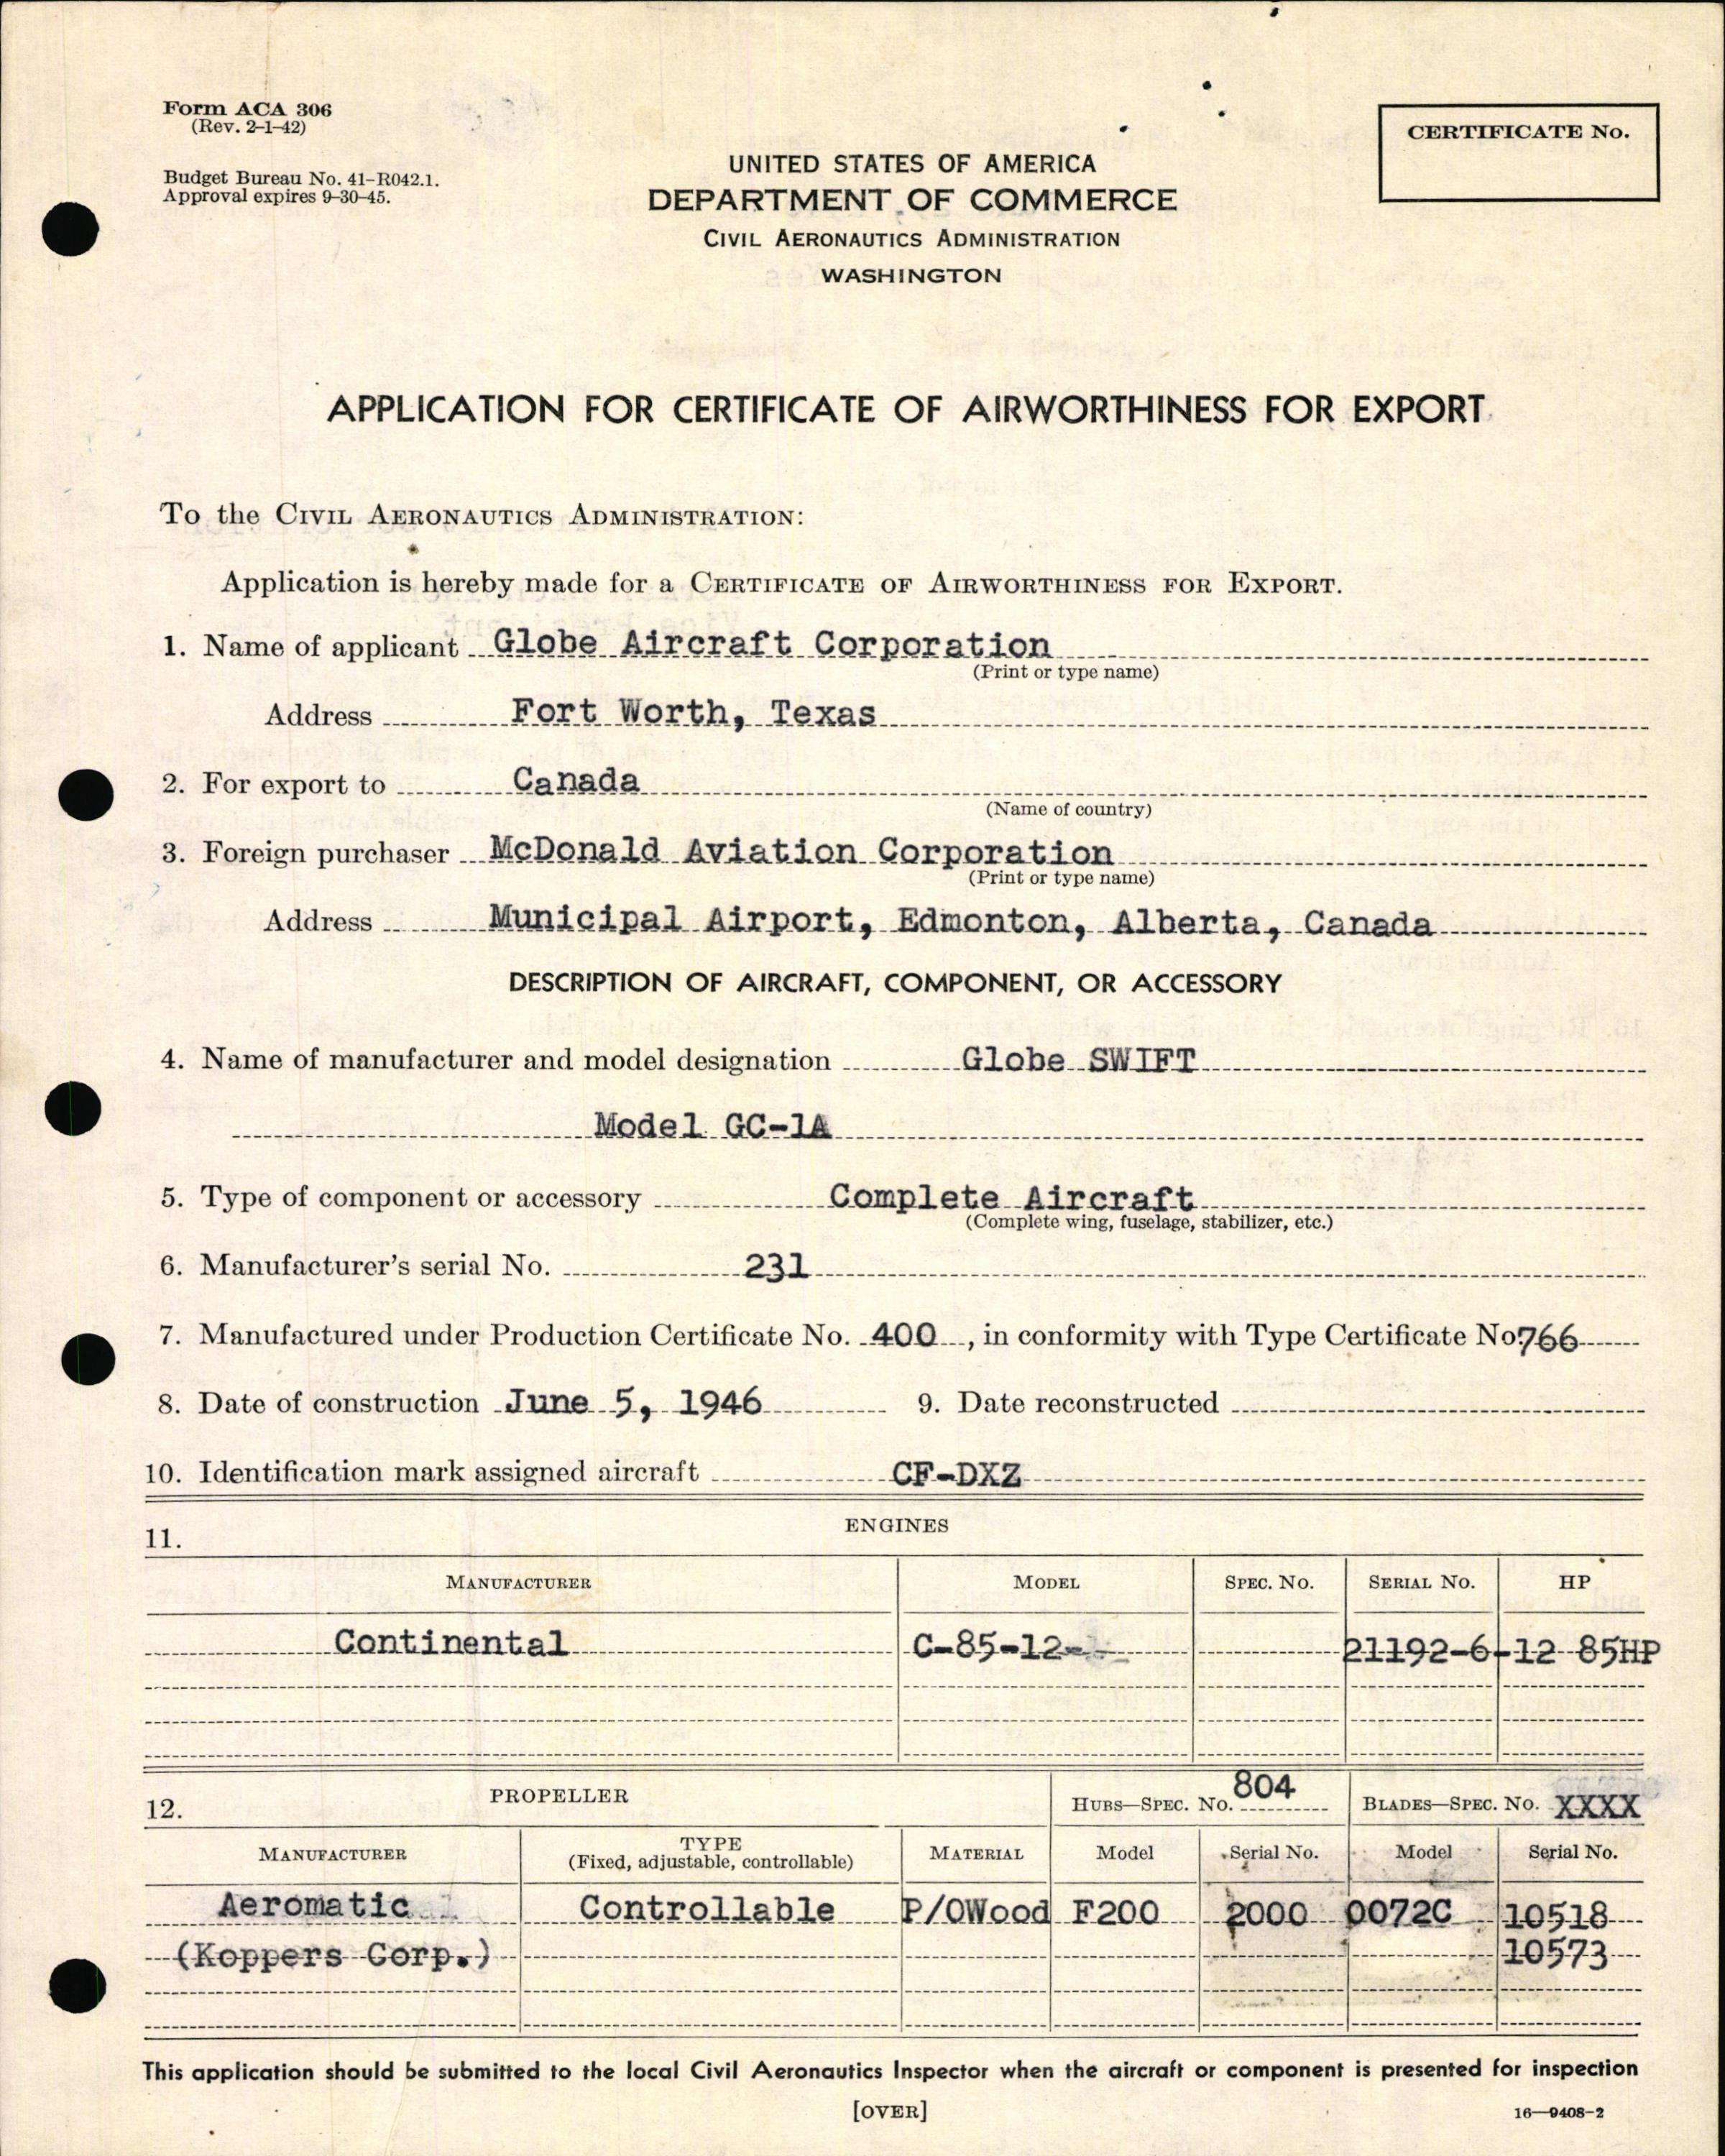 Form ACA 306
(Rev. 2-1-42)
Budget Bureau No. 41-R042.1.
Approval expires 9-30-45.
CERTIFICATE No.
UNITED STATES OF AMERICA
DEPARTMENT OF COMMERCE
CIVIL AERONAUTICS ADMINISTRATION
WASHINGTON
APPLICATION FOR CERTIFICATE OF AIRWORTHINESS FOR EXPORT
To the CIVIL AERONAUTICS ADMINISTRATION:
Application is hereby made for a CERTIFICATE OF AIRWORTHINESS FOR EXPORT.
1. Name of applicant Globe Aircraft Corporation
(Print or type name)
Address Fort Worth, Texas
2. For export to Canada
(Name of country)
3. Foreign purchaser McDonald Aviation Corporation
(Print or type name)
Address Municipal Airport, Edmonton, Alberta, Canada
DESCRIPTION OF AIRCRAFT, COMPONENT, OR ACCESSORY
4. Name of manufacturer and model designation Globe SWIFT
Model GC-1A
5. Type of component or accessory Complete Aircraft
(Complete wing, fuselage, stabilizer, etc.)
6. Manufacturer's serial No. 231
7. Manufactured under Production Certificate No. 400, in conformity with Type Certificate No. 766
8. Date of construction June 5, 1946 9. Date reconstructed
10. Identification mark assigned aircraft CF-DXZ
11. ENGINES
MANUFACTURER MODEL SPEC. NO. SERIAL NO. HP
Continental C-85-12 21192-6-12 85HP
12. PROPELLER HUBS—SPEC. NO. 804 BLADES—SPEC. NO. XXXX
MANUFACTURER TYPE (Fixed, adjustable, controllable) MATERIAL Model Serial No. Model Serial No.
Aeromatic Controllable P/OWood F200 2000 0072C 10518
(Koppers Corp.) 10573
This application should be submitted to the local Civil Aeronautics Inspector when the aircraft or component is presented for inspection
[OVER]
16—9408-2